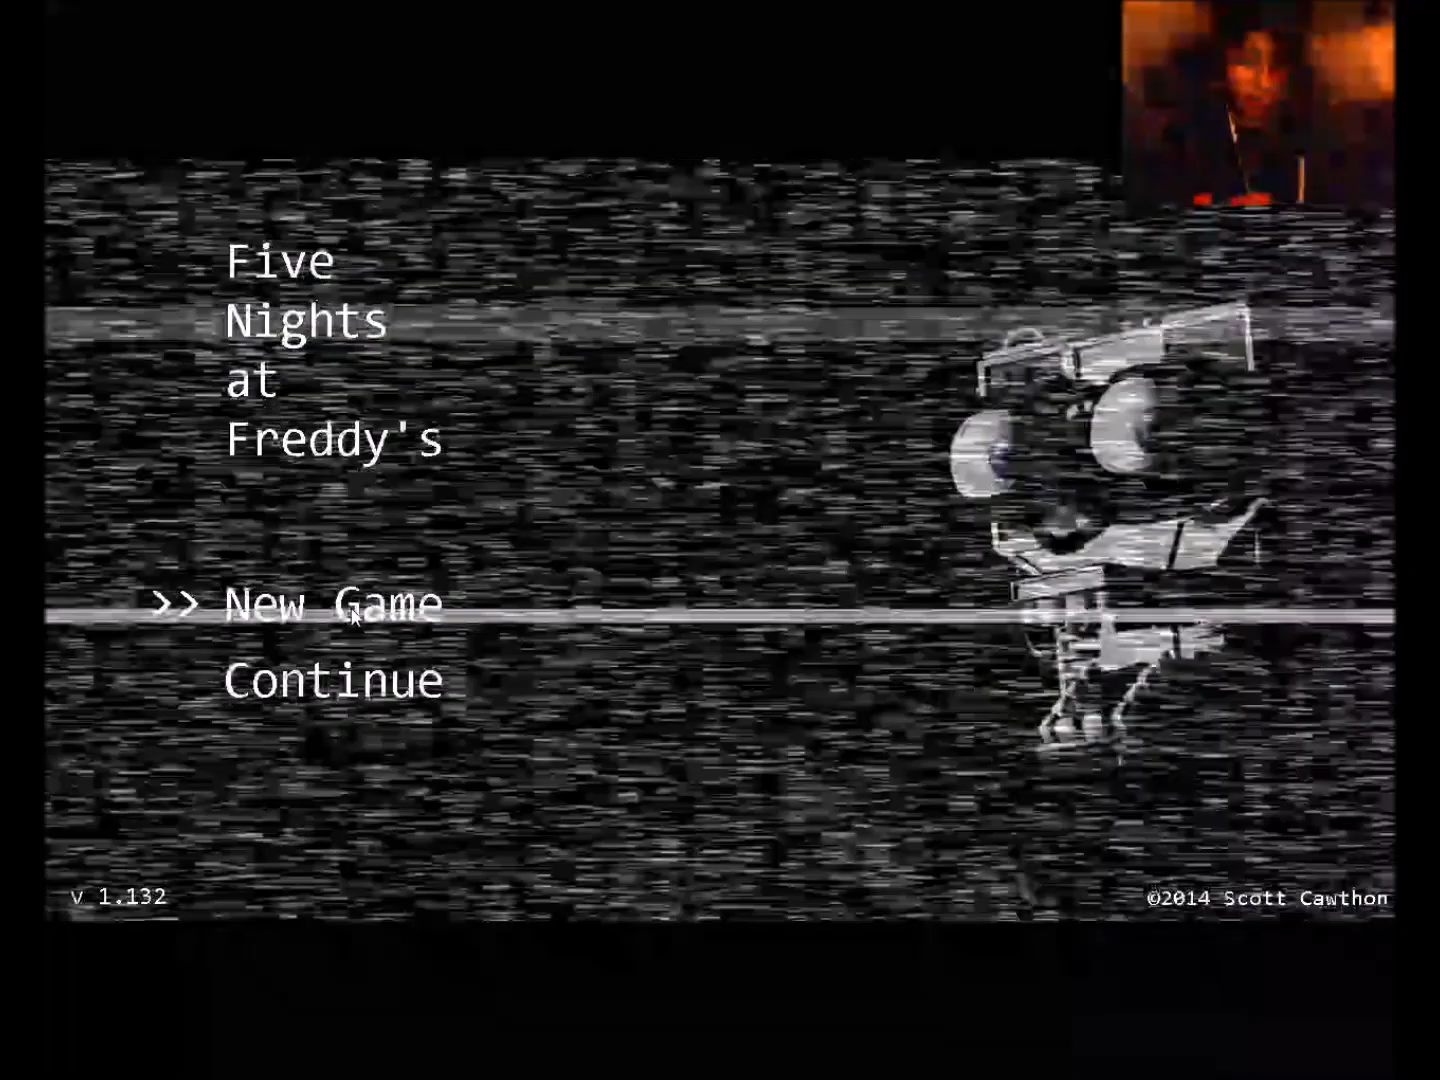 Five
Nights
at
Freddy's
>> New Game
Continue
v 1.132
©2014 Scott Cawthon